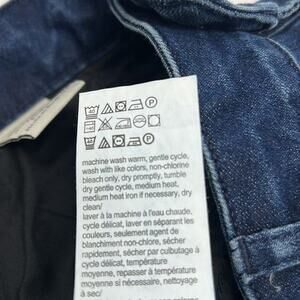 machine wash warm, gentle cycle,
wash with like colors, non-chlorine
bleach only, dry promptly, tumble
dry gentle cycle, medium heat,
medium heat iron if necessary, dry
clean/
laver à la machine à l'eau chaude,
cycle délicat, laver en séparant les
couleurs, seulement agent de
blanchiment non-chlore, sécher
rapidement, sécher par culbutage à
cycle délicat, à température
moyenne, repasser à température
moyenne si nécessaire, nettoyage
à sec/